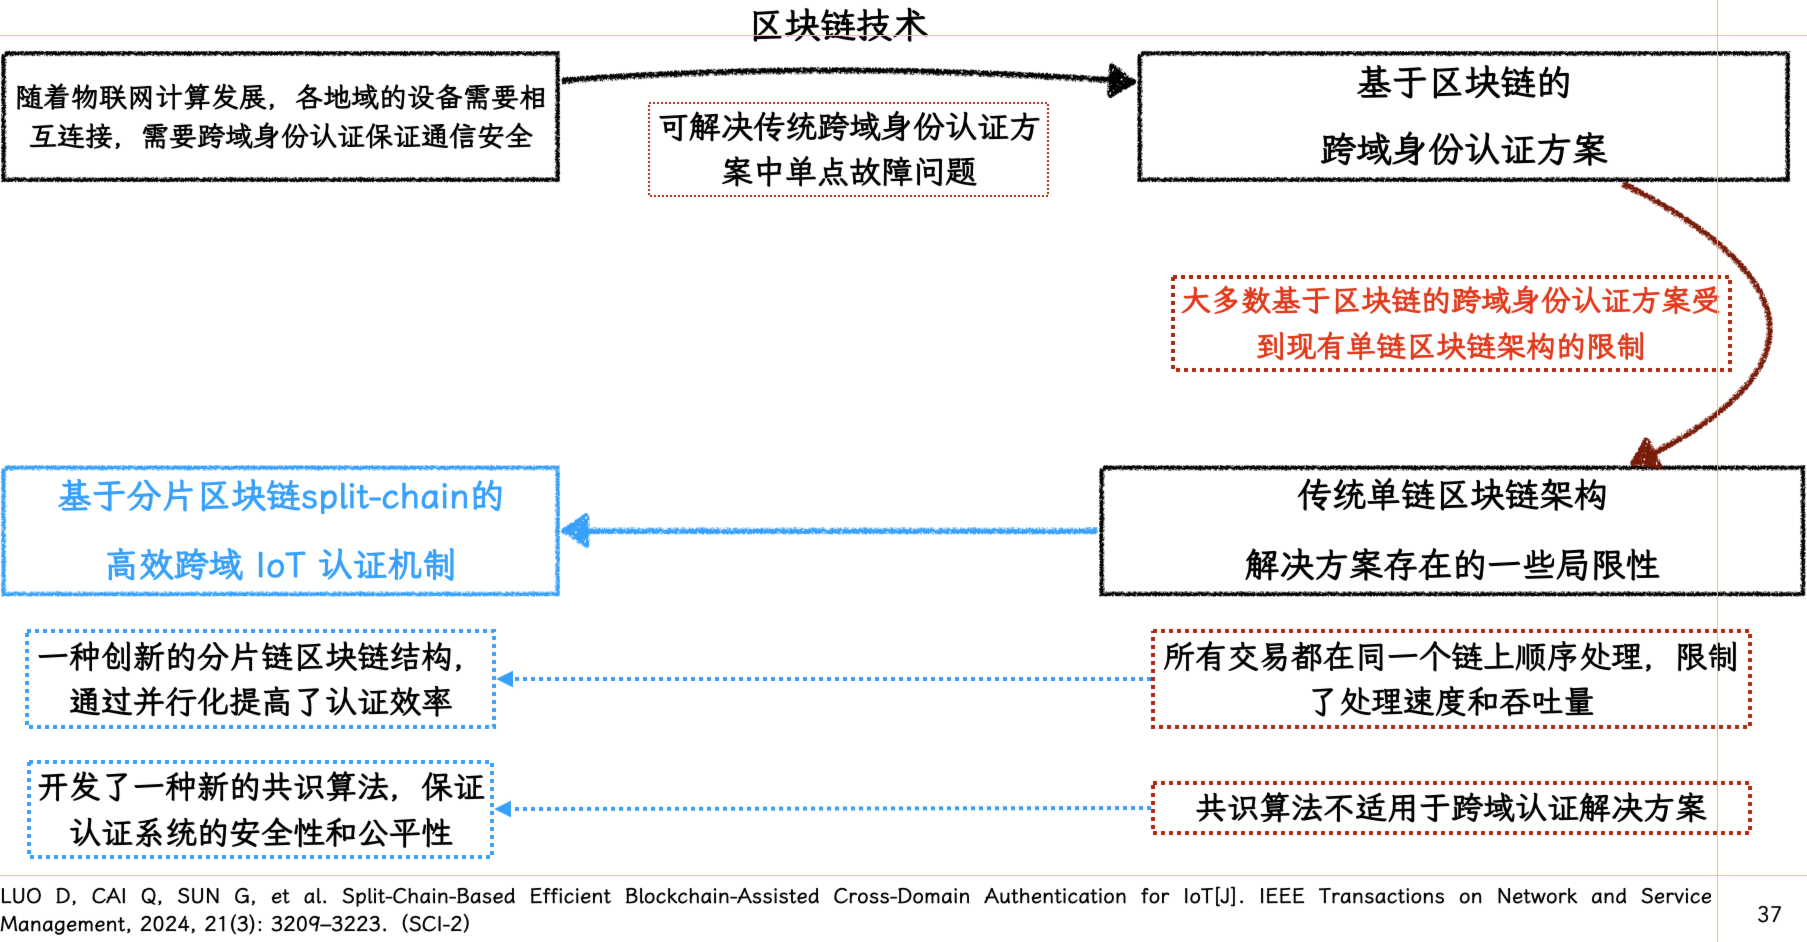 区块链技术
随着物联网计算发展，各地域的设备需要相
互连接，需要跨域身份认证保证通信安全
可解决传统跨域身份认证方
案中单点故障问题
基于区块链的
跨域身份认证方案
大多数基于区块链的跨域身份认证方案受
到现有单链区块链架构的限制
基于分片区块链split-chain的
高效跨域 IoT 认证机制
传统单链区块链架构
解决方案存在的一些局限性
一种创新的分片链区块链结构，
通过并行化提高了认证效率
所有交易都在同一个链上顺序处理，限制
了处理速度和吞吐量
开发了一种新的共识算法，保证
认证系统的安全性和公平性
共识算法不适用于跨域认证解决方案
LUO D, CAI Q, SUN G, et al. Split-Chain-Based Efficient Blockchain-Assisted Cross-Domain Authentication for IoT[J]. IEEE Transactions on Network and Service
Management, 2024, 21(3): 3209–3223.（SCI-2）
37